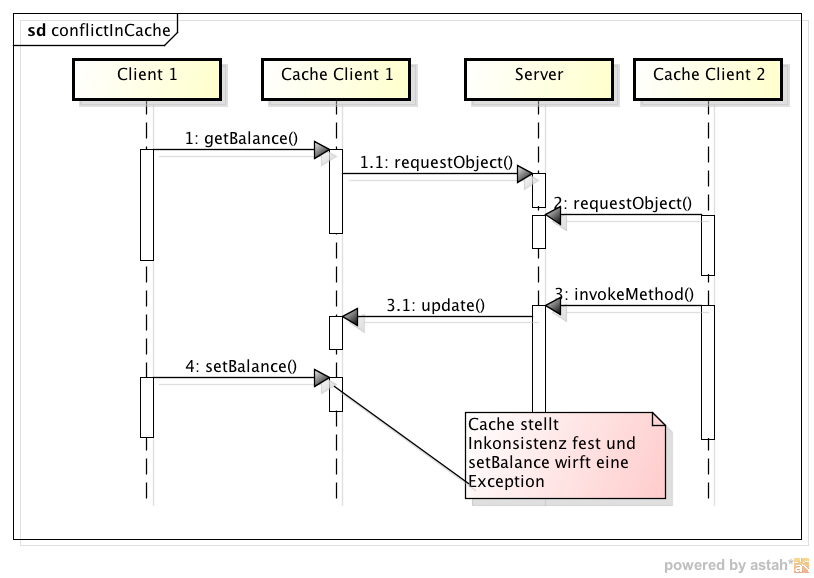 sd conflictInCache
Client 1
Cache Client 1
Server
Cache Client 2
1: getBalance()
1.1: requestObject()
2: requestObject()
3: invokeMethod()
3.1: update()
4: setBalance()
Cache stellt
Inkonsistenz fest und
setBalance wirft eine
Exception
powered by astah*